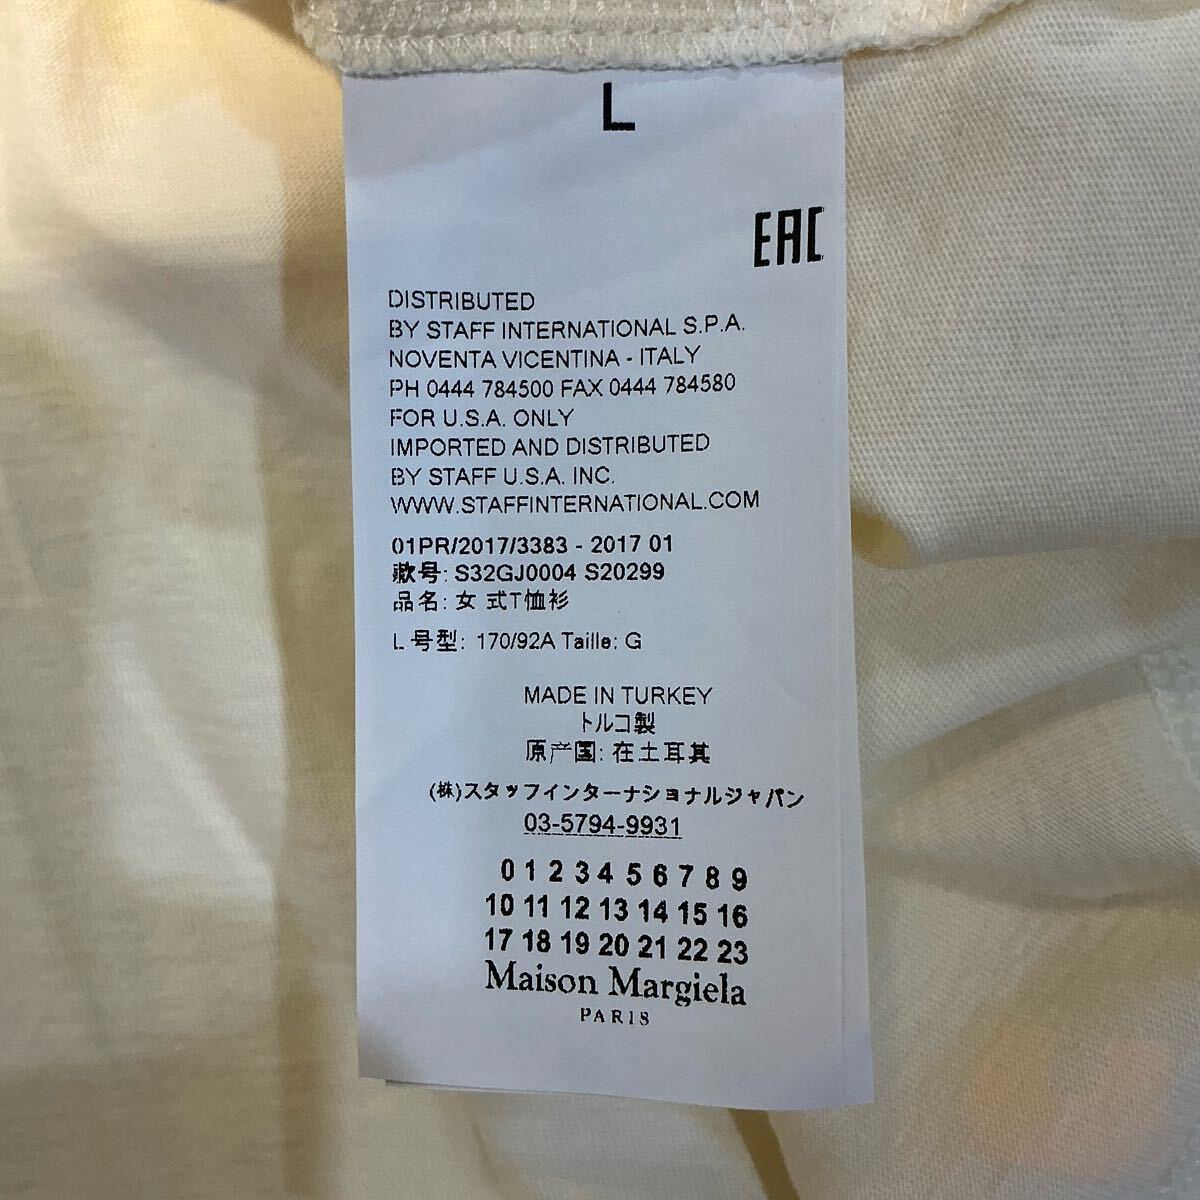 L
EAC
DISTRIBUTED
BY STAFF INTERNATIONAL S.P.A.
NOVENTA VICENTINA - ITALY
PH 0444 784500 FAX 0444 784580
FOR U.S.A. ONLY
IMPORTED AND DISTRIBUTED
BY STAFF U.S.A. INC.
WWW.STAFFINTERNATIONAL.COM
01PR/2017/3383 - 2017 01
款号: S32GJ0004 S20299
品名: 女 式T恤衫
L 号型: 170/92A Taille: G
MADE IN TURKEY
トルコ製
原产国: 在土耳其
(株)スタッフインターナショナルジャパン
03-5794-9931
0 1 2 3 4 5 6 7 8 9
10 11 12 13 14 15 16
17 18 19 20 21 22 23
Maison Margiela
PARIS